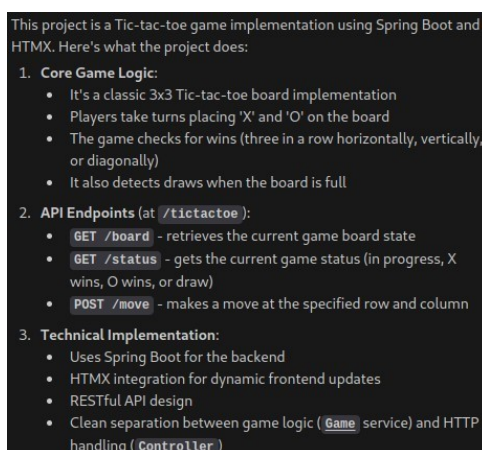 This project is a Tic-tac-toe game implementation using Spring Boot and
HTMX. Here's what the project does:
1. Core Game Logic:
• It's a classic 3x3 Tic-tac-toe board implementation
• Players take turns placing 'X' and 'O' on the board
• The game checks for wins (three in a row horizontally, vertically,
or diagonally)
• It also detects draws when the board is full
2. API Endpoints (at /tictactoe):
• GET /board - retrieves the current game board state
• GET /status - gets the current game status (in progress, X
wins, O wins, or draw)
• POST /move - makes a move at the specified row and column
3. Technical Implementation:
• Uses Spring Boot for the backend
• HTMX integration for dynamic frontend updates
• RESTful API design
• Clean separation between game logic (Game service) and HTTP
handling (Controller)